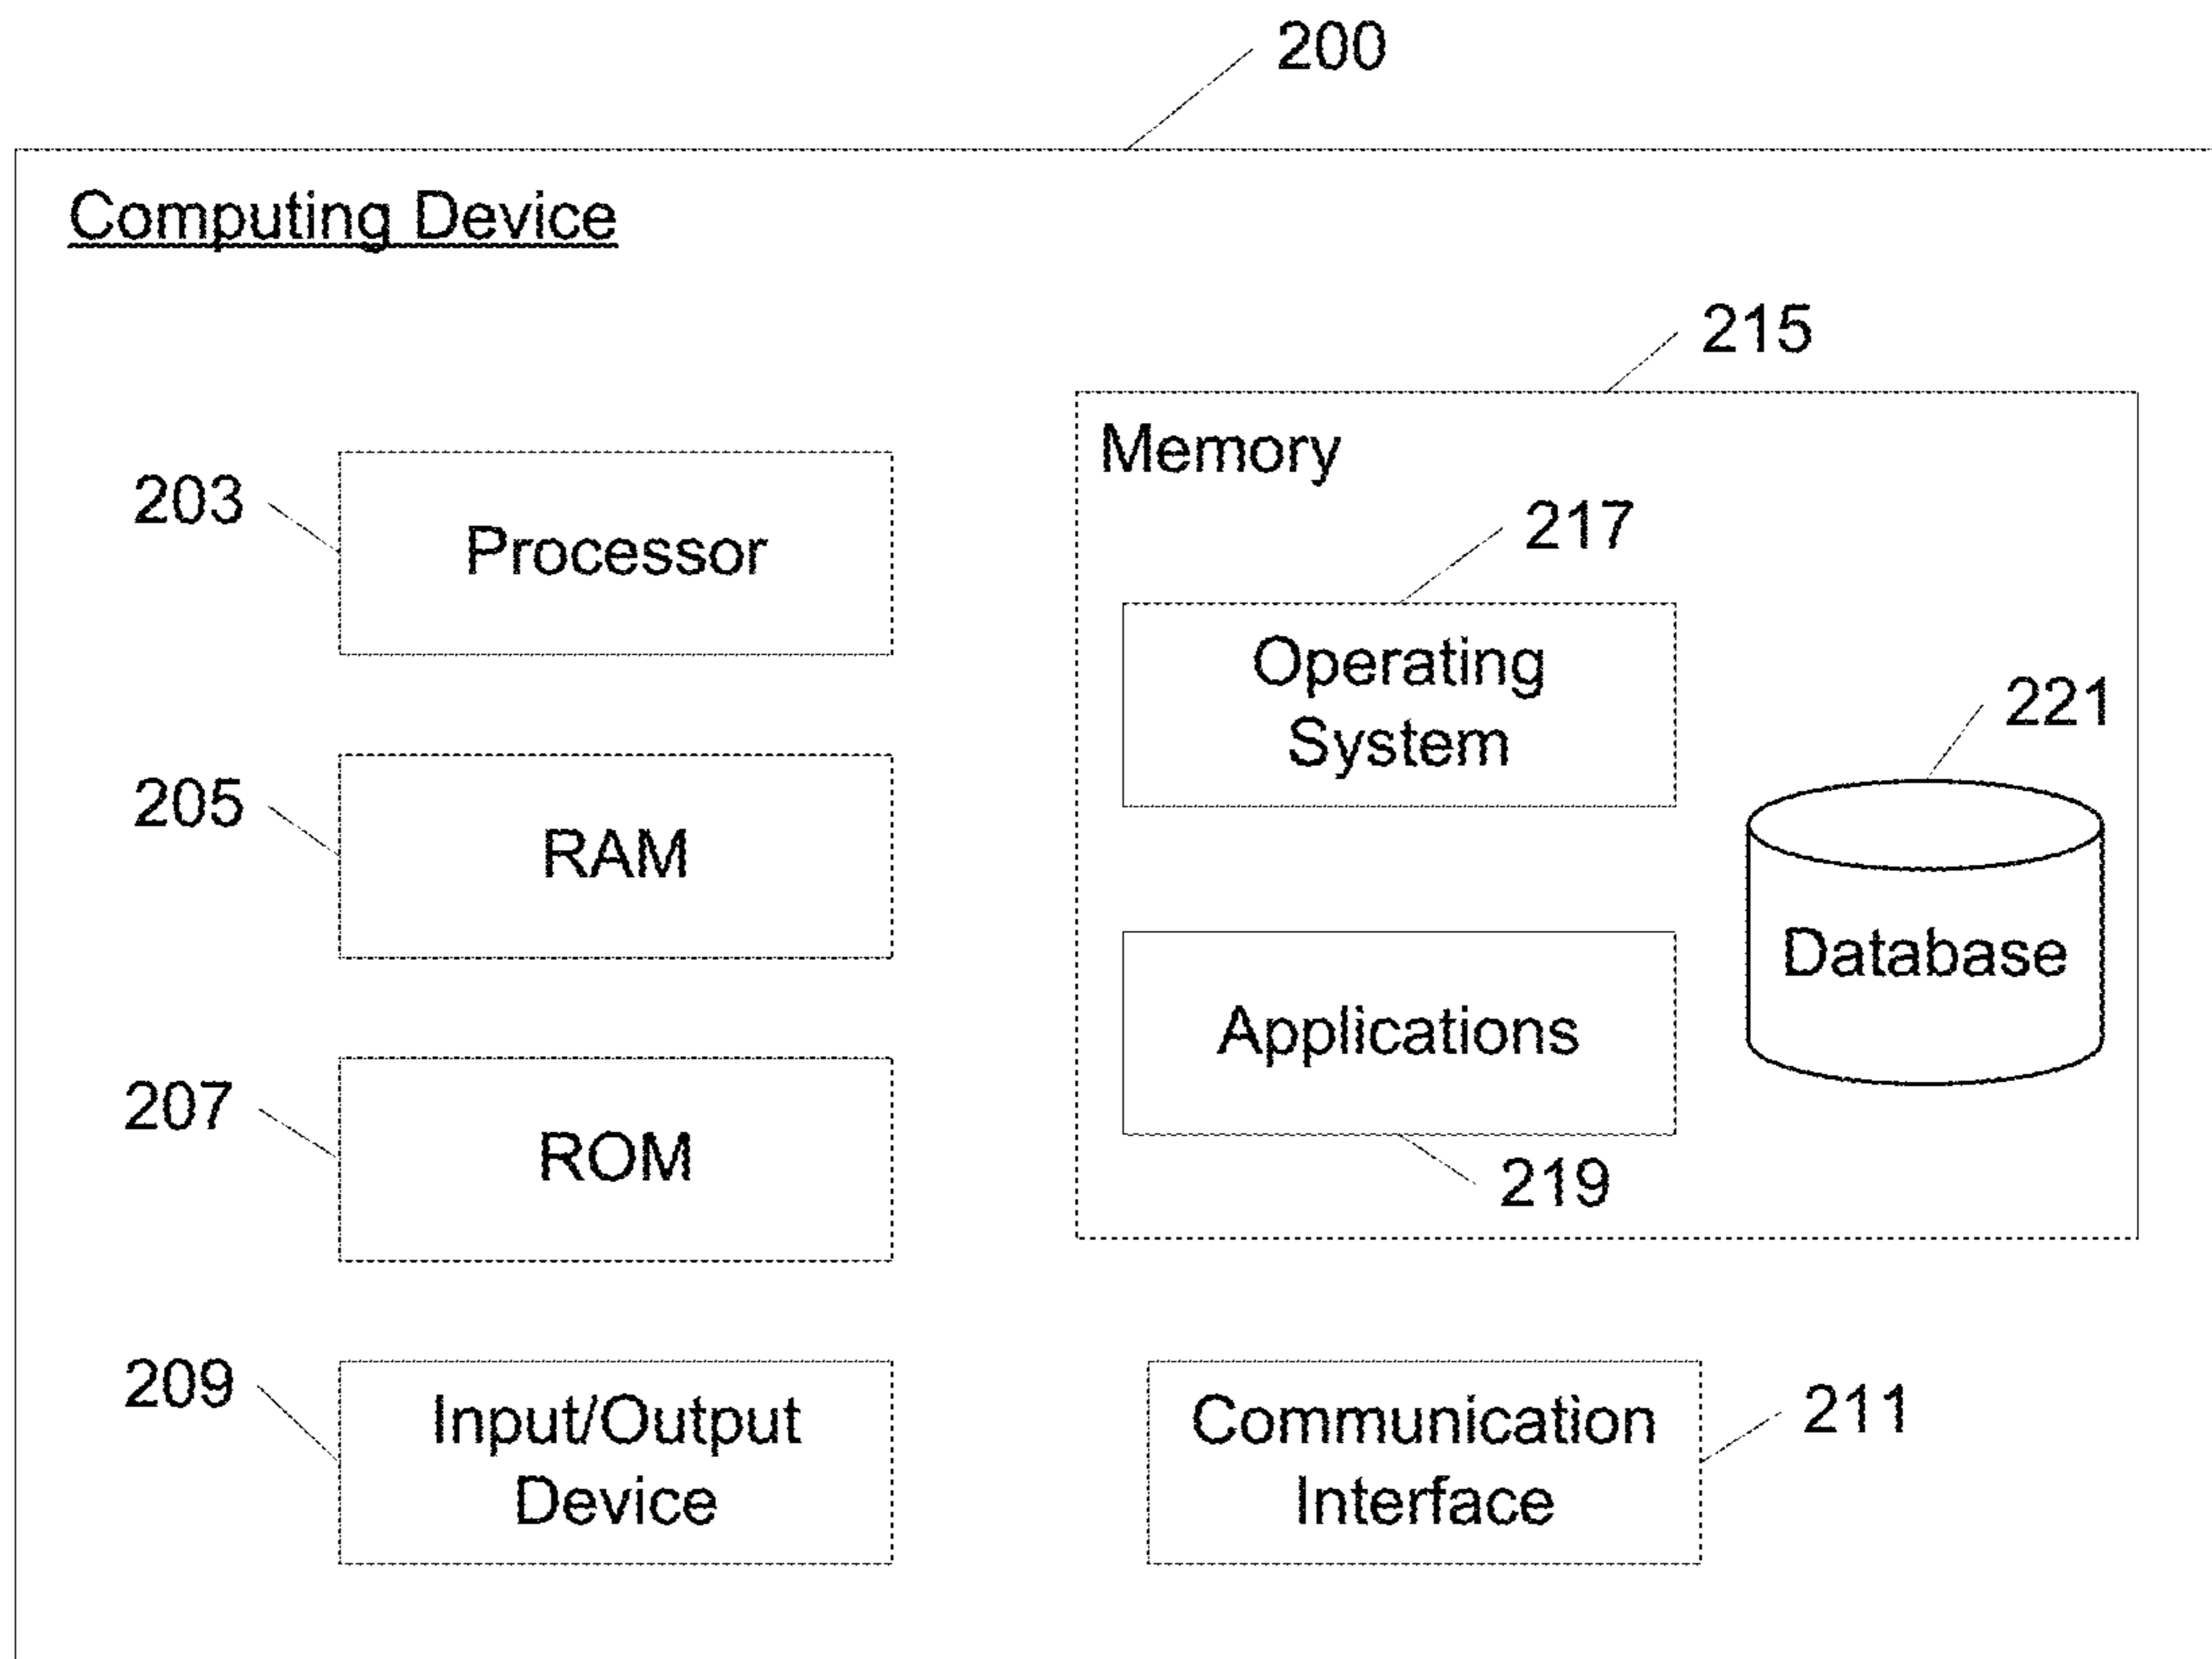 200
Computing Device
215
Memory
203
Processor
217
Operating
System
221
205
RAM
Database
Applications
207
ROM
219
209
Input/Output
Device
Communication
Interface
211